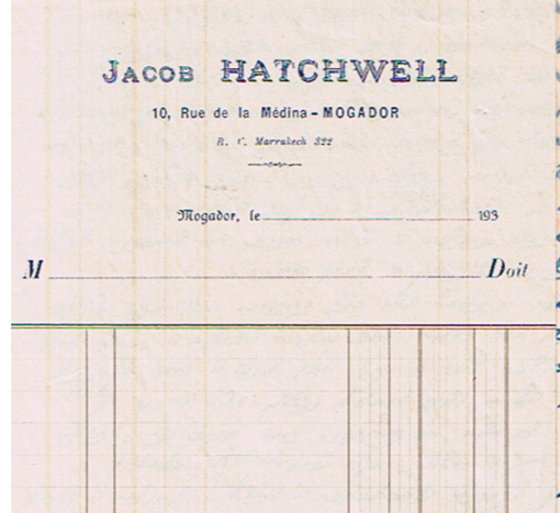 JACOB HATCHWELL
10, Rue de la Médina - MOGADOR
R. C. Marrakech 322
Mogador, le 193
M Doit